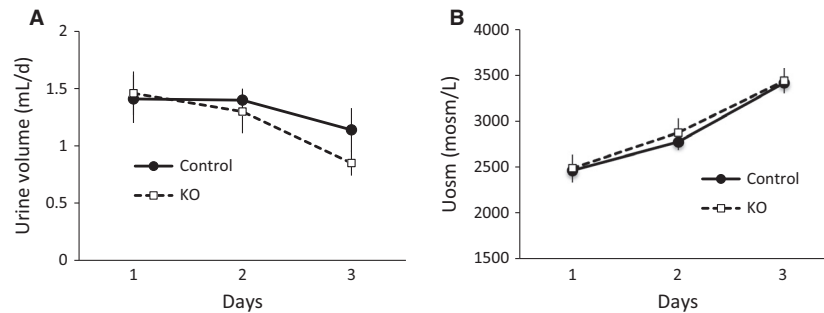 A
Urine volume (mL/d)
2
1.5
1
0.5
0
Control
KO
1 2 3
Days
B
Uosm (mosm/L)
4000
3500
3000
2500
2000
1500
Control
KO
1 2 3
Days